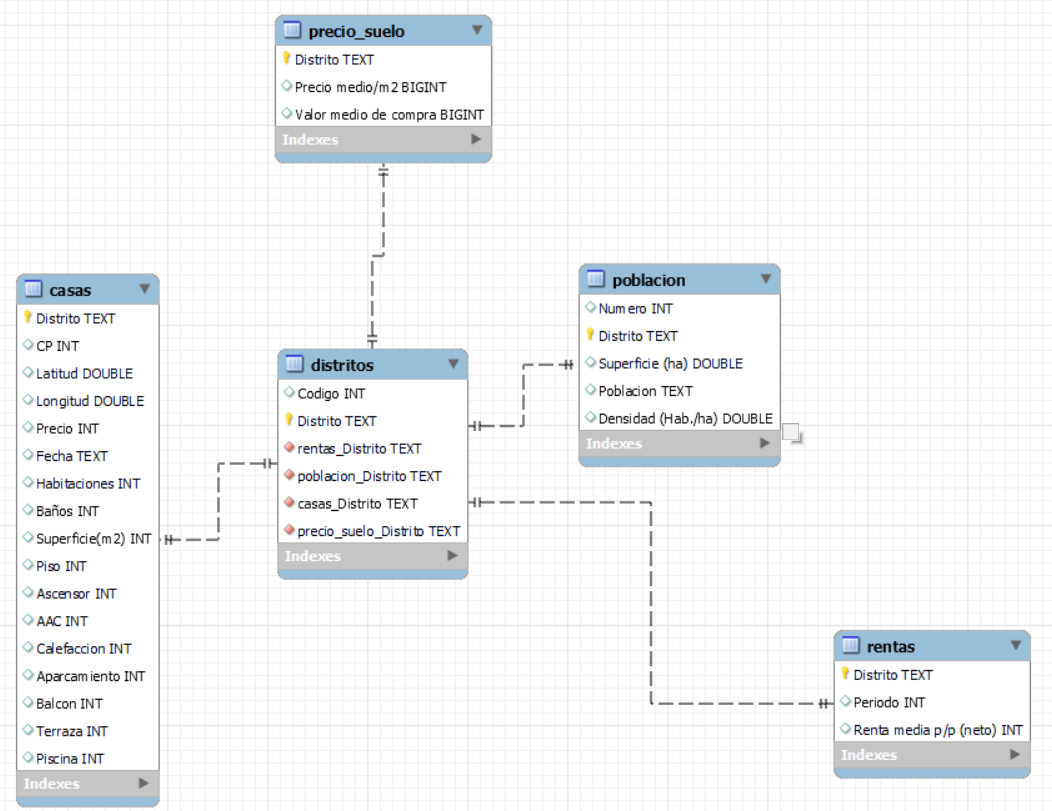 precio_suelo
Distrito TEXT
Precio medio/m2 BIGINT
Valor medio de compra BIGINT
Indexes
casas
Distrito TEXT
CP INT
Latitud DOUBLE
Longitud DOUBLE
Precio INT
Fecha TEXT
Habitaciones INT
Baños INT
Superficie(m2) INT
Piso INT
Ascensor INT
AAC INT
Calefaccion INT
Aparcamiento INT
Balcon INT
Terraza INT
Piscina INT
Indexes
distritos
Codigo INT
Distrito TEXT
rentas_Distrito TEXT
poblacion_Distrito TEXT
casas_Distrito TEXT
precio_suelo_Distrito TEXT
Indexes
poblacion
Numero INT
Distrito TEXT
Superficie (ha) DOUBLE
Poblacion TEXT
Densidad (Hab./ha) DOUBLE
Indexes
rentas
Distrito TEXT
Periodo INT
Renta media p/p (neto) INT
Indexes